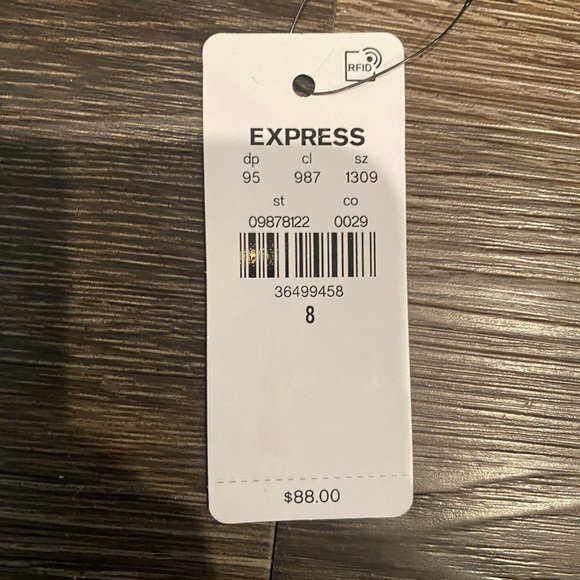 RFID
EXPRESS
dp cl sz
95 987 1309
st co
09878122 0029
36499458
8
$88.00